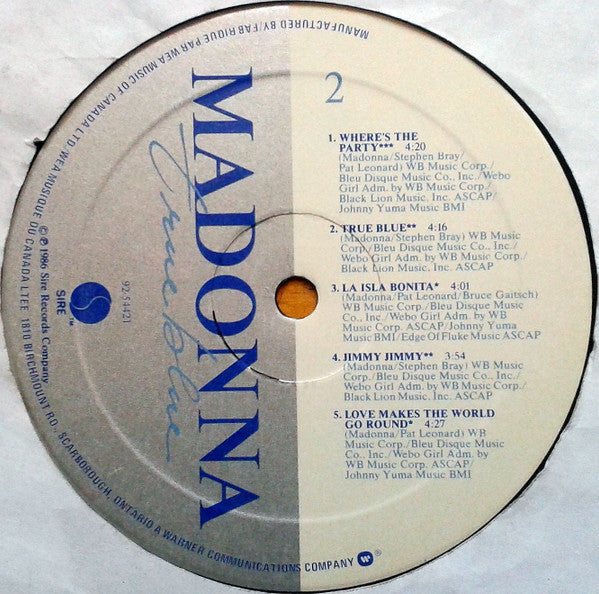 MANUFACTURED BY/FABRIQUE PAR WEA MUSIC OF CANADA LTD·WEA MUSIQUE DU CANADA LTEE 1810 BIRCHMOUNT RD., SCARBOROUGH, ONTARIO A WARNER COMMUNICATIONS COMPANY ®
MADONNA
True Blue
92 54421
SIRE
TM
© ℗ 1986 Sire Records Company
2
1. WHERE'S THE
PARTY*** 4:20
(Madonna/Stephen Bray/
Pat Leonard) WB Music Corp./
Bleu Disque Music Co., Inc./Webo
Girl Adm. by WB Music Corp./
Black Lion Music. Inc. ASCAP/
Johnny Yuma Music BMI
2. TRUE BLUE** 4:16
(Madonna/Stephen Bray) WB Music
Corp./Bleu Disque Music Co., Inc./
Webo Girl Adm. by WB Music Corp./
Black Lion Music. Inc. ASCAP
3. LA ISLA BONITA* 4:01
(Madonna/Pat Leonard/Bruce Gaitsch)
WB Music Corp./Bleu Disque Music
Co., Inc /Webo Girl Adm. by WB Music
Corp. ASCAP/Johnny Yuma
Music BMI/Edge Of Fluke Music ASCAP
4. JIMMY JIMMY** 3:54
(Madonna/Stephen Bray) WB Music
Corp./Bleu Disque Music Co., Inc./
Webo Girl Adm. by WB Music Corp./
Black Lion Music. Inc. ASCAP
5. LOVE MAKES THE WORLD
GO ROUND* 4:27
(Madonna/Pat Leonard) WB
Music Corp./Bleu Disque Music
Co., Inc./Webo Girl Adm. by
WB Music Corp. ASCAP/
Johnny Yuma Music BMI